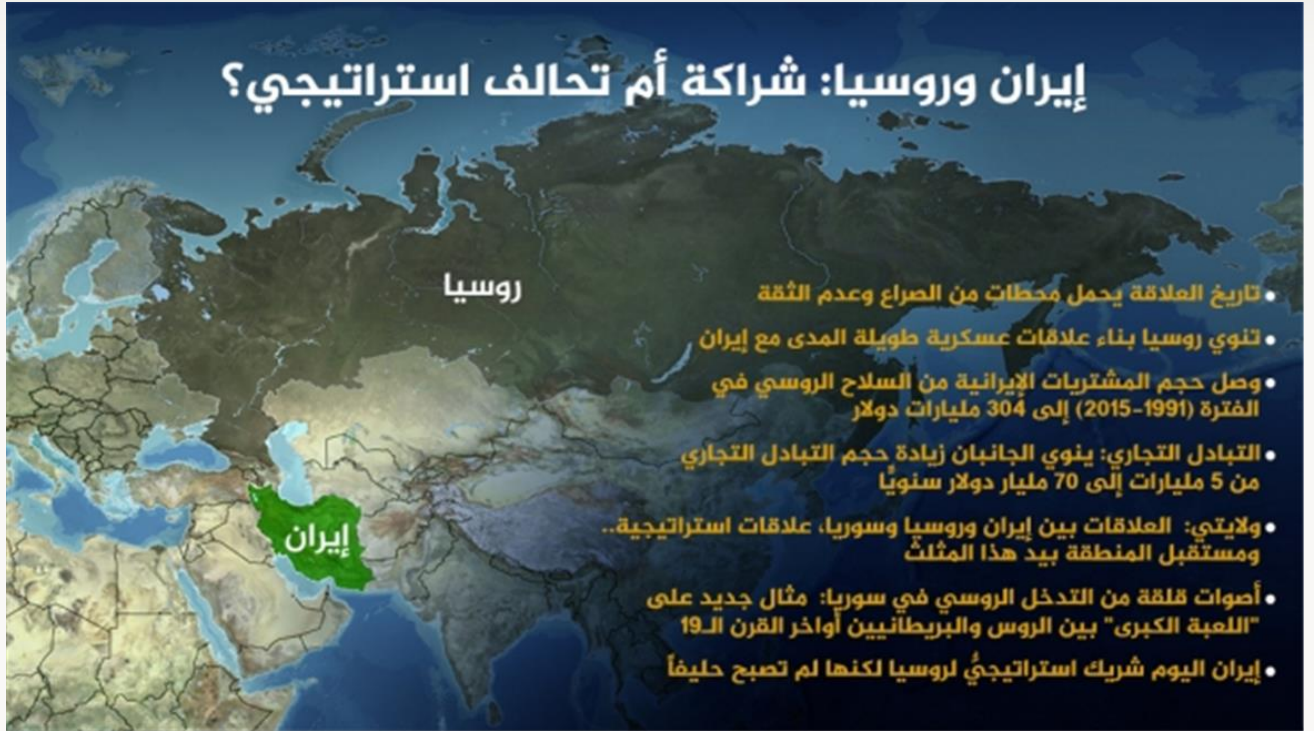 إيران وروسيا: شراكة أم تحالف استراتيجي؟
روسيا
إيران
• تاريخ العلاقة يحمل محطاتٍ من الصراع وعدم الثقة
• تنوي روسيا بناء علاقات عسكرية طويلة المدى مع إيران
• وصل حجم المشتريات الإيرانية من السلاح الروسي في
الفترة (1991-2015) إلى 304 مليارات دولار
• التبادل التجاري: ينوي الجانبان زيادة حجم التبادل التجاري
من 5 مليارات إلى 70 مليار دولار سنويًّا
• ولايتي: العلاقات بين إيران وروسيا وسوريا، علاقات استراتيجية..
ومستقبل المنطقة بيد هذا المثلث
• أصوات قلقة من التدخل الروسي في سوريا: مثال جديد على
"اللعبة الكبرى" بين الروس والبريطانيين أواخر القرن الـ19
• إيران اليوم شريك استراتيجيٌّ لروسيا لكنها لم تصبح حليفاً